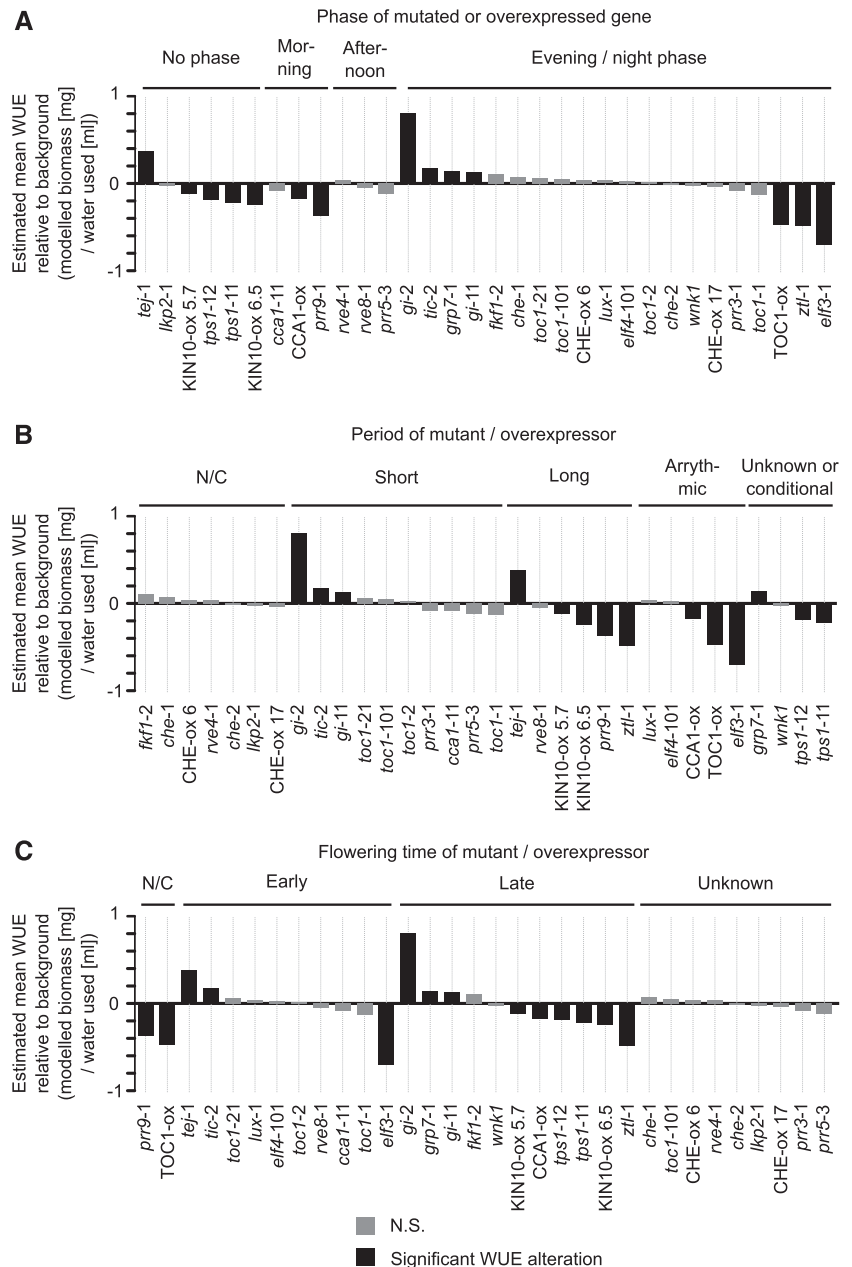 A
Phase of mutated or overexpressed gene
No phase
Mor-
ning
After-
noon
Evening / night phase
Estimated mean WUE
relative to background
(modelled biomass [mg]
/ water used [ml])
1
0
-1
tej-1
lkp2-1
KIN10-ox 5.7
tps1-12
tps1-11
KIN10-ox 6.5
cca1-11
CCA1-ox
prr9-1
rve4-1
rve8-1
prr5-3
gi-2
tic-2
grp7-1
gi-11
fkf1-2
che-1
toc1-21
toc1-101
CHE-ox 6
lux-1
elf4-101
toc1-2
che-2
wnk1
CHE-ox 17
prr3-1
toc1-1
TOC1-ox
ztl-1
elf3-1
B
Period of mutant / overexpressor
N/C
Short
Long
Arryth-
mic
Unknown or
conditional
Estimated mean WUE
relative to background
(modelled biomass [mg]
/ water used [ml])
1
0
-1
fkf1-2
che-1
CHE-ox 6
rve4-1
che-2
lkp2-1
CHE-ox 17
gi-2
tic-2
gi-11
toc1-21
toc1-101
toc1-2
prr3-1
cca1-11
prr5-3
toc1-1
tej-1
rve8-1
KIN10-ox 5.7
KIN10-ox 6.5
prr9-1
ztl-1
lux-1
elf4-101
CCA1-ox
TOC1-ox
elf3-1
grp7-1
wnk1
tps1-12
tps1-11
C
Flowering time of mutant / overexpressor
N/C
Early
Late
Unknown
Estimated mean WUE
relative to background
(modelled biomass [mg]
/ water used [ml])
1
0
-1
prr9-1
TOC1-ox
tej-1
tic-2
toc1-21
lux-1
elf4-101
toc1-2
rve8-1
cca1-11
toc1-1
elf3-1
gi-2
grp7-1
gi-11
fkf1-2
wnk1
KIN10-ox 5.7
CCA1-ox
tps1-12
tps1-11
KIN10-ox 6.5
ztl-1
che-1
toc1-101
CHE-ox 6
rve4-1
che-2
lkp2-1
CHE-ox 17
prr3-1
prr5-3
N.S.
Significant WUE alteration